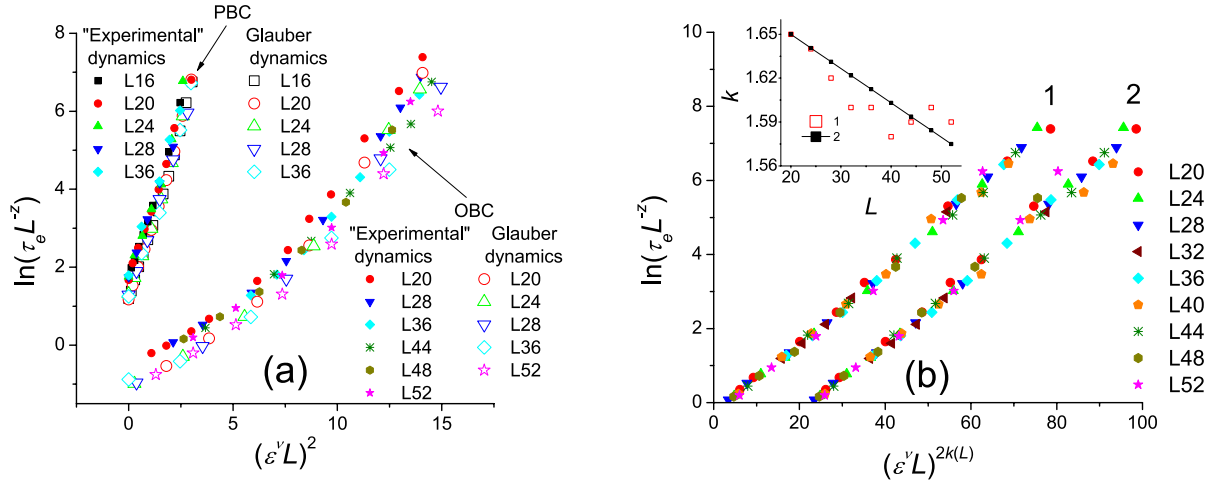 PBC
"Experimental" dynamics
Glauber dynamics
L16 L16
L20 L20
L24 L24
L28 L28
L36 L36
OBC
"Experimental" dynamics
Glauber dynamics
L20 L20
L28 L24
L36 L28
L44 L36
L48 L52
L52
(a)
ln(τₑ L⁻ᶻ)
8
6
4
2
0
0 5 10 15
(εᵛL)²
10
8
6
4
2
0
ln(τₑ L⁻ᶻ)
1.65
1.62
1.59
1.56
k
1
2
20 30 40 50
L
1 2
L20
L24
L28
L32
L36
L40
L44
L48
L52
(b)
0 20 40 60 80 100
(εᵛL)²ᵏ⁽ᴸ⁾